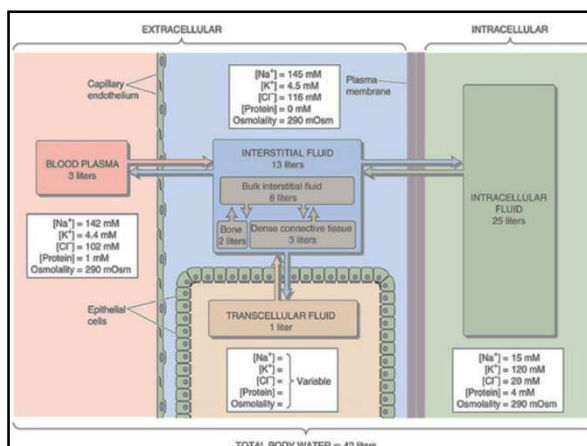 EXTRACELLULAR
INTRACELLULAR
Capillary
endothelium
[Na⁺] = 145 mM
[K⁺] = 4.5 mM
[Cl⁻] = 116 mM
[Protein] = 0 mM
Osmolality = 290 mOsm
Plasma
membrane
BLOOD PLASMA
3 liters
INTERSTITIAL FLUID
13 liters
Bulk interstitial fluid
8 liters
Bone
2 liters
Dense connective tissue
3 liters
INTRACELLULAR
FLUID
25 liters
[Na⁺] = 142 mM
[K⁺] = 4.4 mM
[Cl⁻] = 102 mM
[Protein] = 1 mM
Osmolality = 290 mOsm
Epithelial
cells
TRANSCELLULAR FLUID
1 liter
[Na⁺] =
[K⁺] =
[Cl⁻] =
[Protein] =
Osmolality =
Variable
[Na⁺] = 15 mM
[K⁺] = 120 mM
[Cl⁻] = 20 mM
[Protein] = 4 mM
Osmolality = 290 mOsm
TOTAL BODY WATER = 42 liters